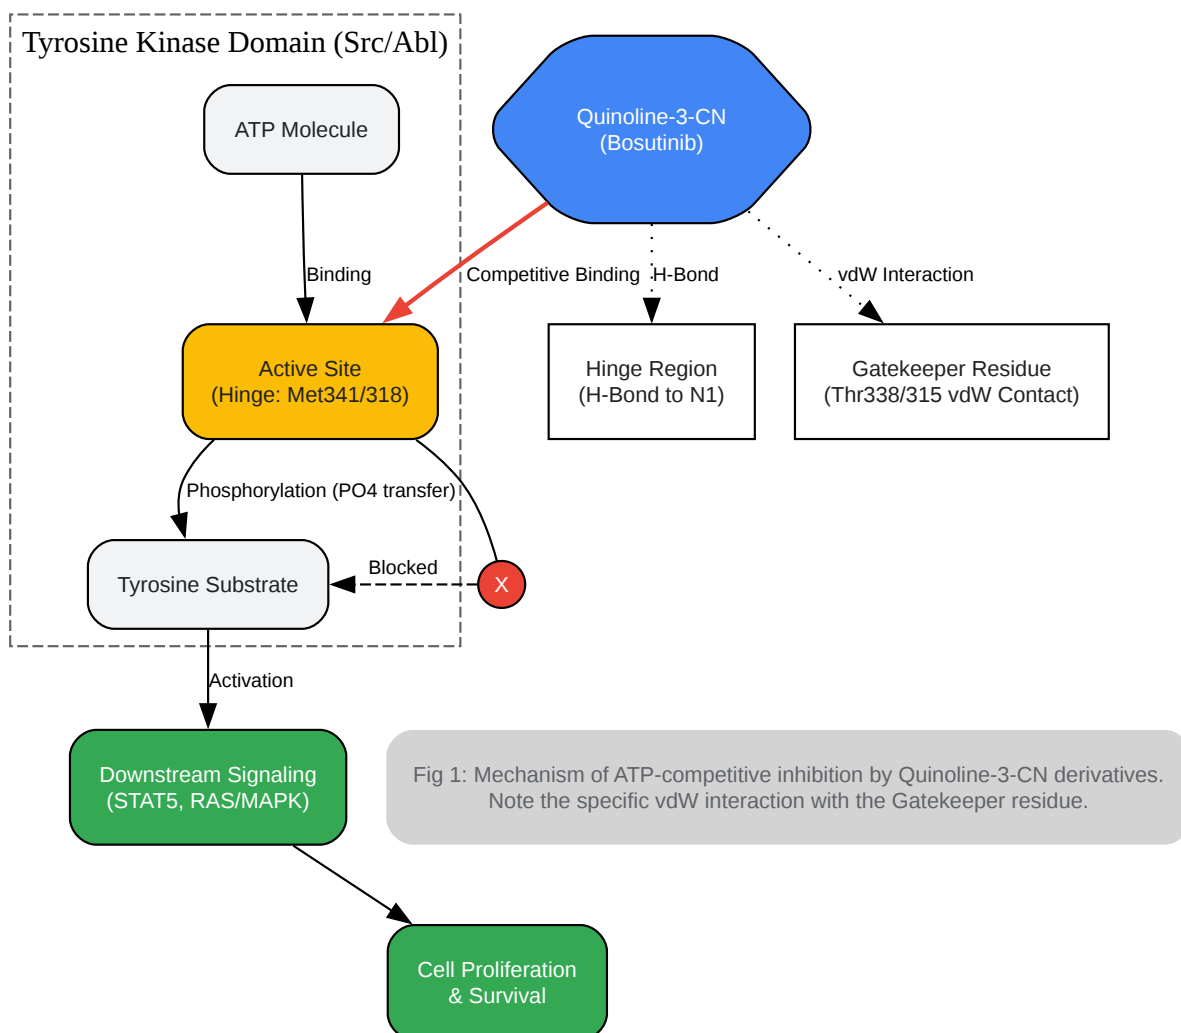 Tyrosine Kinase Domain (Src/Abl)
ATP Molecule
Quinoline-3-CN
(Bosutinib)
Binding
Competitive Binding
H-Bond
vdW Interaction
Active Site
(Hinge: Met341/318)
Hinge Region
(H-Bond to N1)
Gatekeeper Residue
(Thr338/315 vdW Contact)
Phosphorylation (PO4 transfer)
Blocked
X
Tyrosine Substrate
Activation
Downstream Signaling
(STAT5, RAS/MAPK)
Fig 1: Mechanism of ATP-competitive inhibition by Quinoline-3-CN derivatives.
Note the specific vdW interaction with the Gatekeeper residue.
Cell Proliferation
& Survival